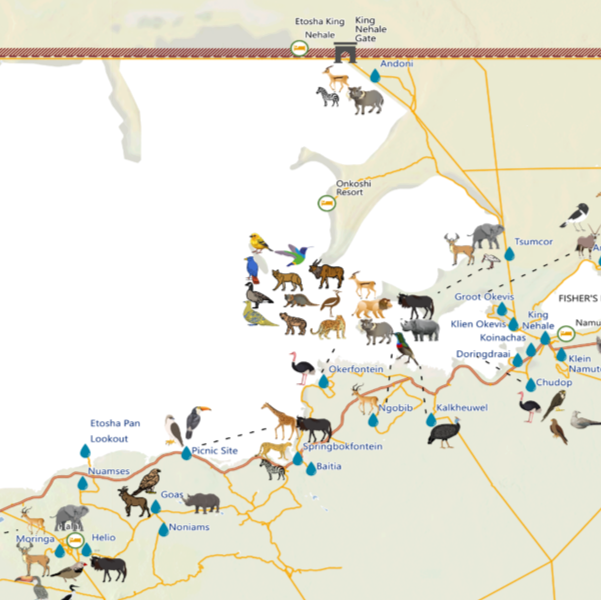 Etosha King
Nehale
King
Nehale
Gate
Andoni
Onkoshi
Resort
Tsumcor
Groot Okevis
FISHER'S
Klien Okevis
King
Nehale
Namu
Koinachas
Doripgdraai
Klein
Namut
Chudop
Okerfontein
Ngobib
Kalkheuwel
Etosha Pan
Lookout
Picnic Site
Springbokfontein
Baitia
Nuamses
Goas
Noniams
Moringa
Helio